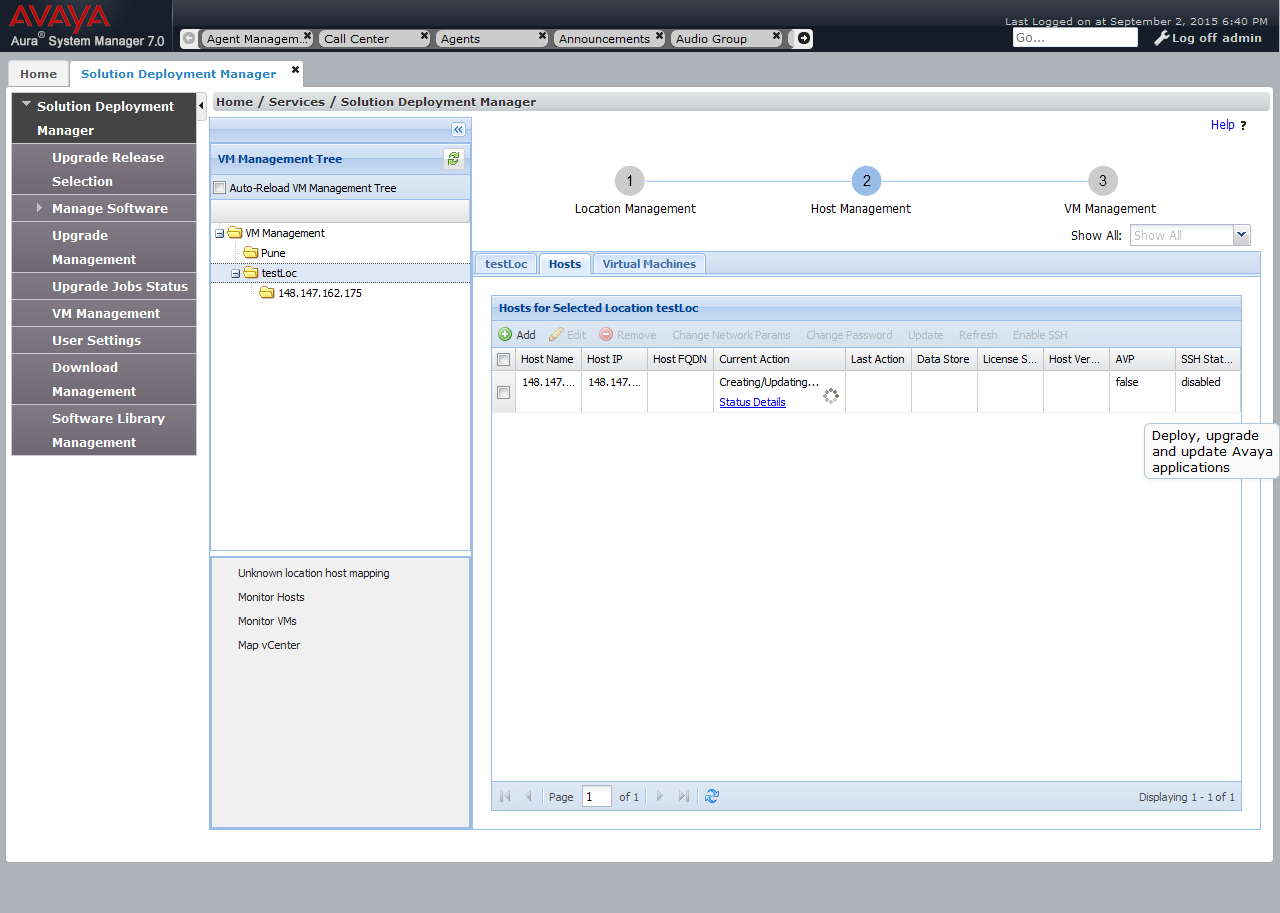 AVAYA
Aura® System Manager 7.0
Last Logged on at September 2, 2015 6:40 PM
Agent Managem...
Call Center
Agents
Announcements
Audio Group
Go...
Log off admin
Home
Solution Deployment Manager
Solution Deployment
Manager
Upgrade Release
Selection
Manage Software
Upgrade
Management
Upgrade Jobs Status
VM Management
User Settings
Download
Management
Software Library
Management
Home / Services / Solution Deployment Manager
Help ?
VM Management Tree
Auto-Reload VM Management Tree
VM Management
Pune
testLoc
148.147.162.175
Unknown location host mapping
Monitor Hosts
Monitor VMs
Map vCenter
1 2 3
Location Management Host Management VM Management
Show All: Show All
testLoc Hosts Virtual Machines
Hosts for Selected Location testLoc
Add Edit Remove Change Network Params Change Password Update Refresh Enable SSH
Host Name Host IP Host FQDN Current Action Last Action Data Store License S... Host Ver... AVP SSH Stat...
148.147.... 148.147.... Creating/Updating... false disabled
Status Details
Deploy, upgrade
and update Avaya
applications
Page 1 of 1 Displaying 1 - 1 of 1